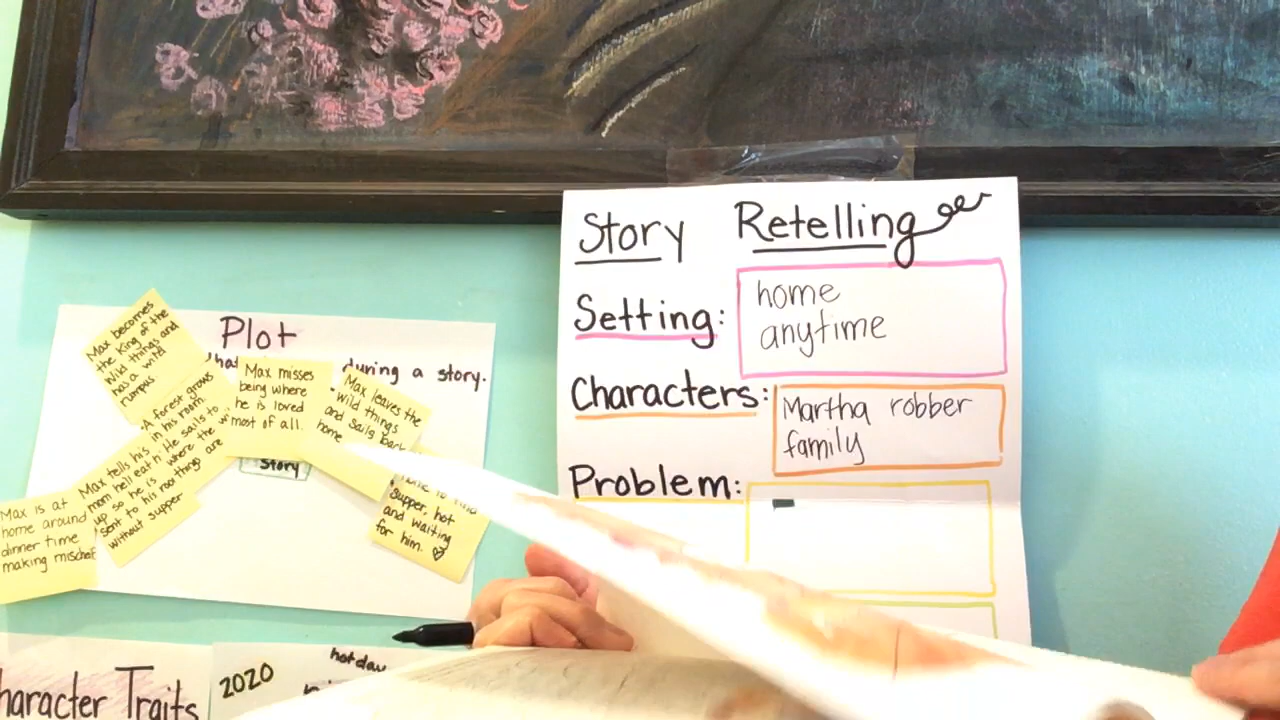 Story Retelling
Setting:
home
anytime
Characters:
Martha robber
family
Problem:
Plot
during a story.
Story
Max is at
home around
dinner time
making mischief
Max tells his
mom he'll eat her
up so he is
sent to his room
without supper
A forest grows
in his room.
He sails to
where the
wild things are
Max becomes
the King of the
Wild things and
has a wild
rumpus
Max misses
being where
he is loved
most of all.
Max leaves the
wild things
and sails back
home
supper, hot
and waiting
for him.
Character Traits
2020
hot day